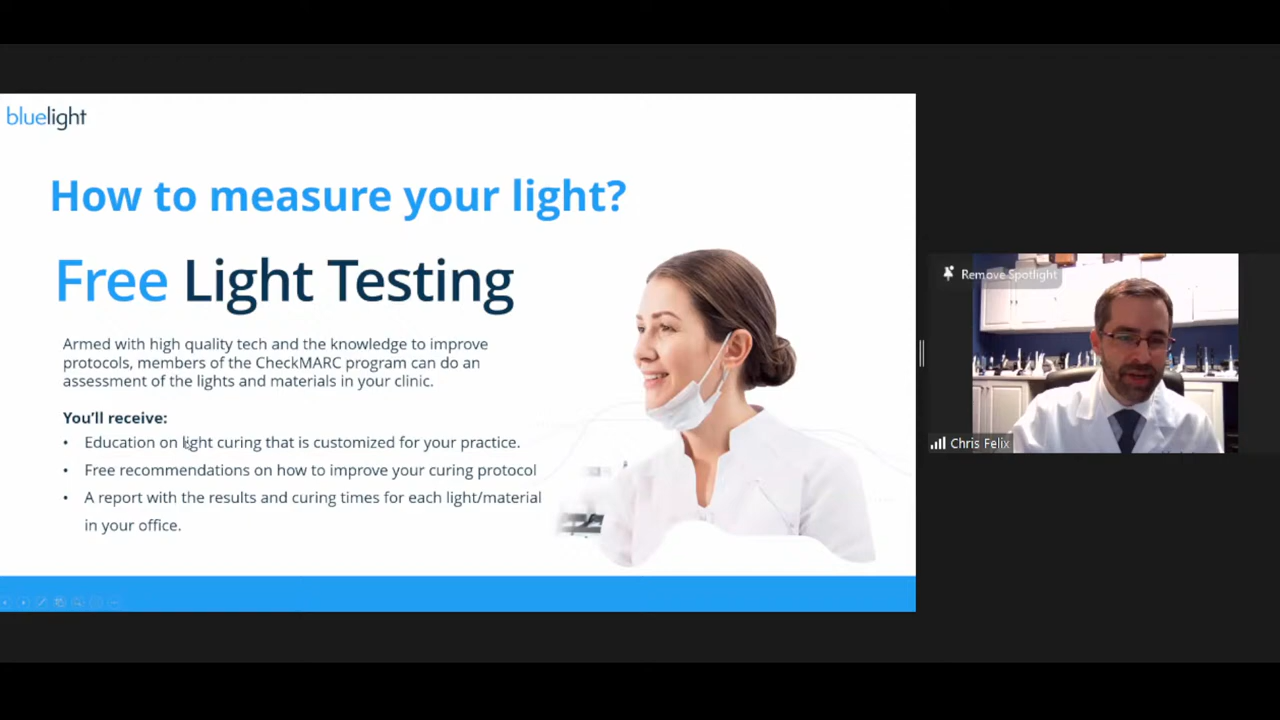 bluelight
How to measure your light?
Free Light Testing
Armed with high quality tech and the knowledge to improve
protocols, members of the CheckMARC program can do an
assessment of the lights and materials in your clinic.
You'll receive:
• Education on light curing that is customized for your practice.
• Free recommendations on how to improve your curing protocol
• A report with the results and curing times for each light/material
in your office.
Remove Spotlight
Chris Felix